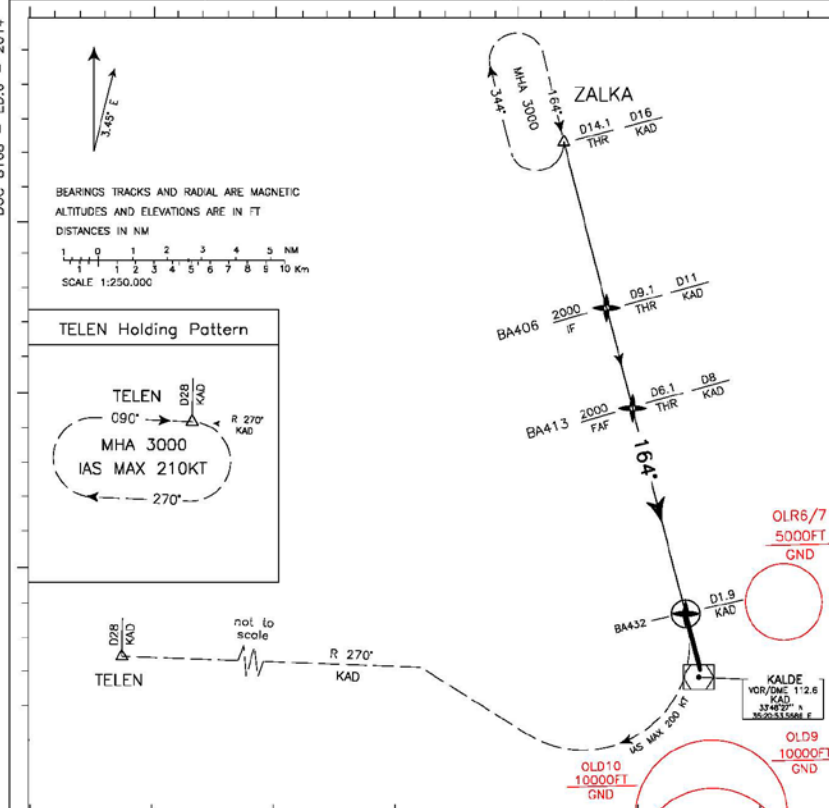 ZALKA
MHA 3000
344°
164°
D14.1
THR
D16
KAD
3.45° E
BEARINGS TRACKS AND RADIAL ARE MAGNETIC
ALTITUDES AND ELEVATIONS ARE IN FT
DISTANCES IN NM
1 0 1 2 3 4 5 NM
1 1 2 3 4 5 6 7 8 9 10 Km
SCALE 1:250.000
BA406 2000
IF
D9.1
THR
D11
KAD
TELEN Holding Pattern
TELEN
D28
KAD
090°
R 270°
KAD
MHA 3000
IAS MAX 210KT
270°
BA413 2000
FAF
D6.1
THR
D8
KAD
164°
OLR6/7
5000FT
GND
BA432
D1.9
KAD
D28
KAD
TELEN
not to
scale
R 270°
KAD
IAS MAX 200 KT
KALDE
VOR/DME 112.6
KAD
OLD9
10000FT
GND
OLD10
10000FT
GND